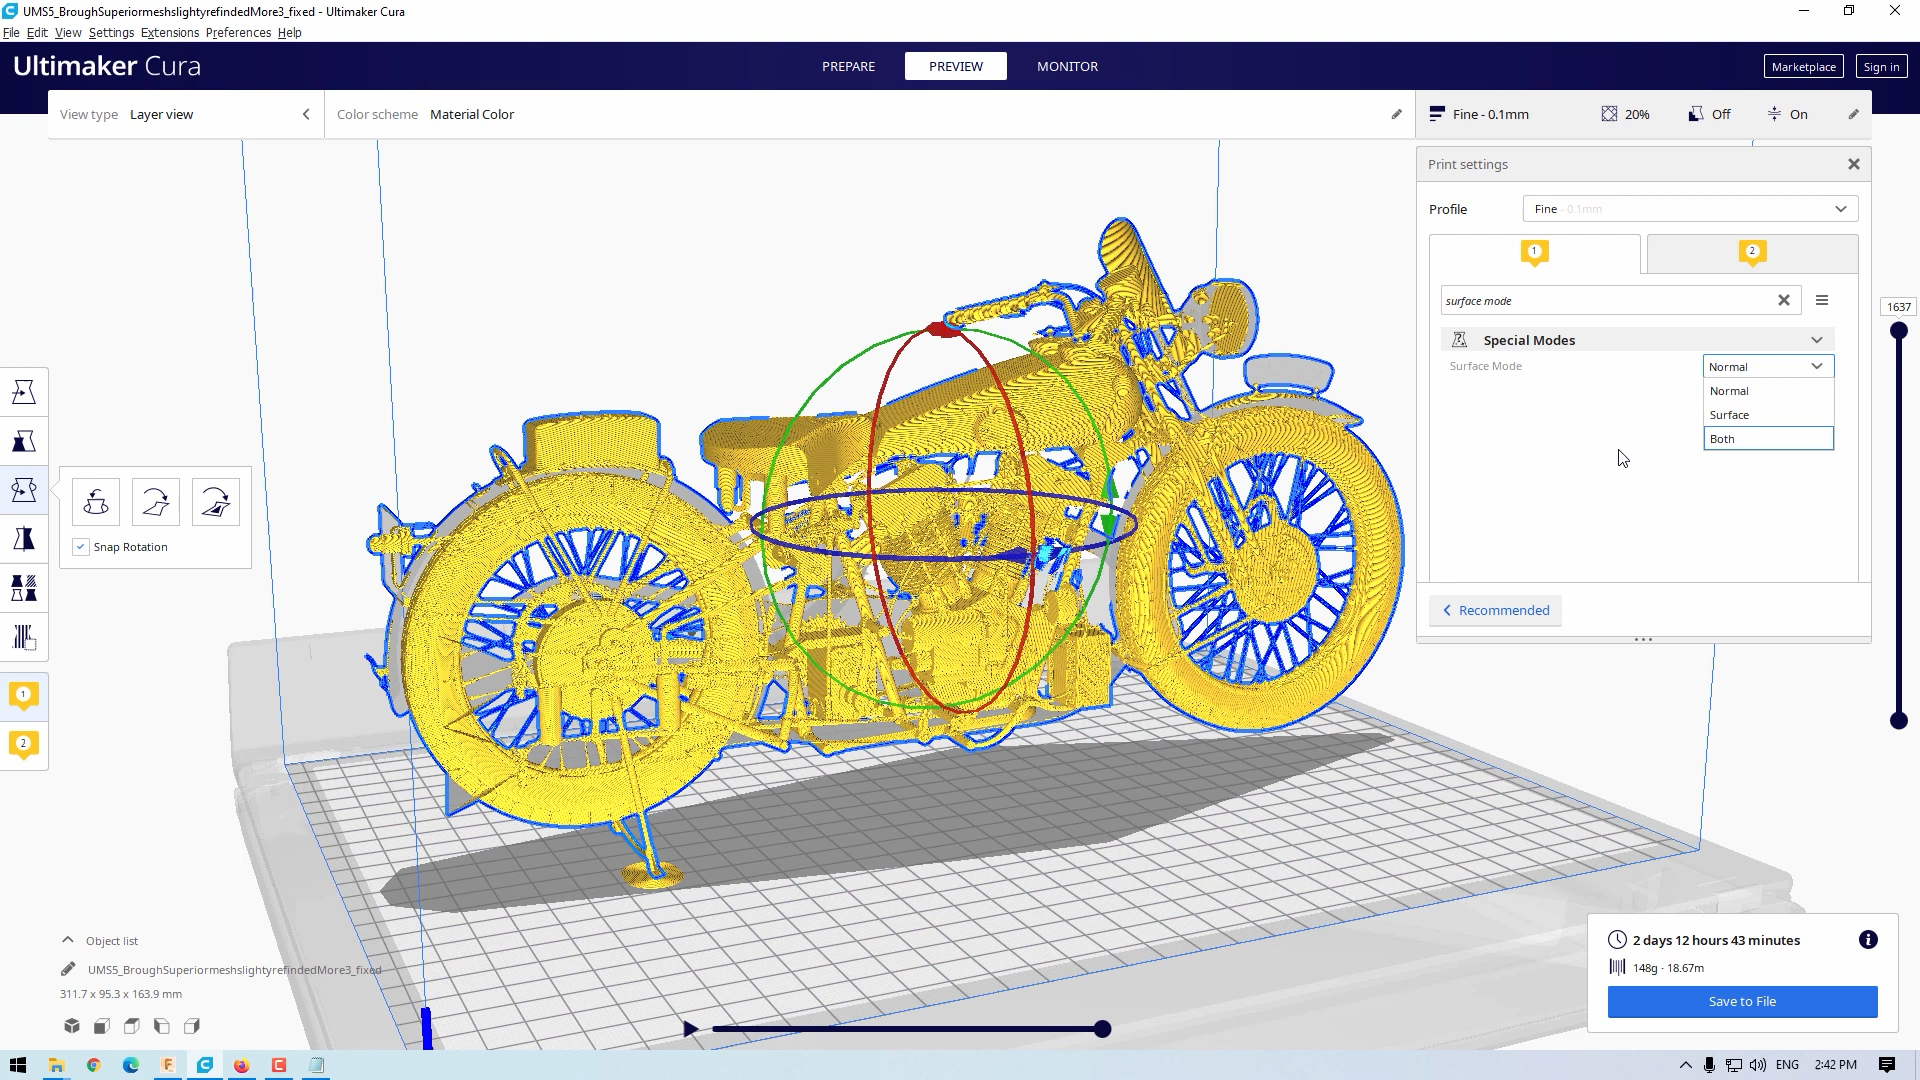 UMS5_BroughSuperiormeshslightyrefindedMore3_fixed - Ultimaker Cura
File Edit View Settings Extensions Preferences Help
Ultimaker Cura
PREPARE
PREVIEW
MONITOR
Marketplace
Sign in
View type Layer view
Color scheme Material Color
Fine - 0.1mm
20%
Off
On
Print settings
Profile
Fine - 0.1mm
1
2
surface mode
Special Modes
Surface Mode
Normal
Normal
Surface
Both
Recommended
1637
Snap Rotation
1
2
Object list
UMS5_BroughSuperiormeshslightyrefindedMore3_fixed
311.7 x 95.3 x 163.9 mm
2 days 12 hours 43 minutes
148g · 18.67m
Save to File
ENG
2:42 PM